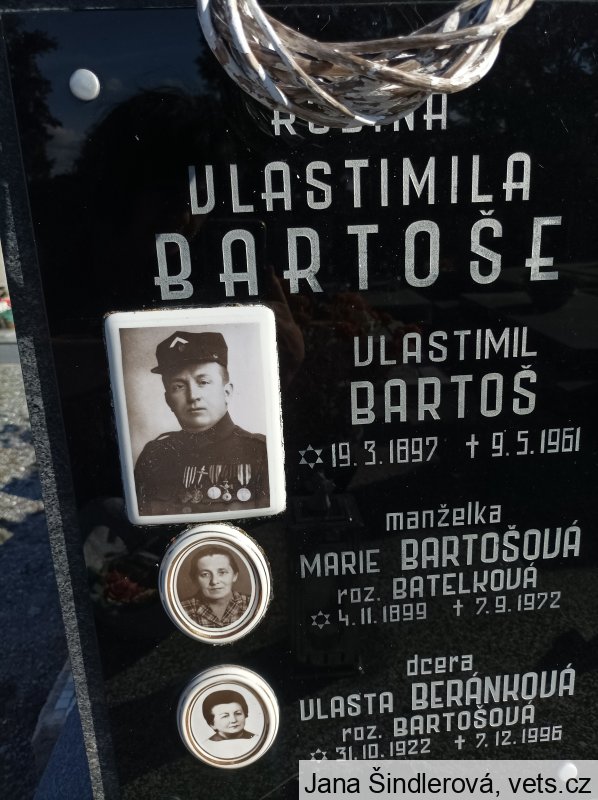 RODINA
VLASTIMILA
BARTOŠE
VLASTIMIL
BARTOŠ
✡ 19. 3. 1897 ✝ 9. 5. 1961
manželka
MARIE BARTOŠOVÁ
roz. BATELKOVÁ
✡ 4. 11. 1899 ✝ 7. 9. 1972
dcera
VLASTA BERÁNKOVÁ
roz. BARTOŠOVÁ
✡ 31. 10. 1922 ✝ 7. 12. 1996
Jana Šindlerová, vets.cz